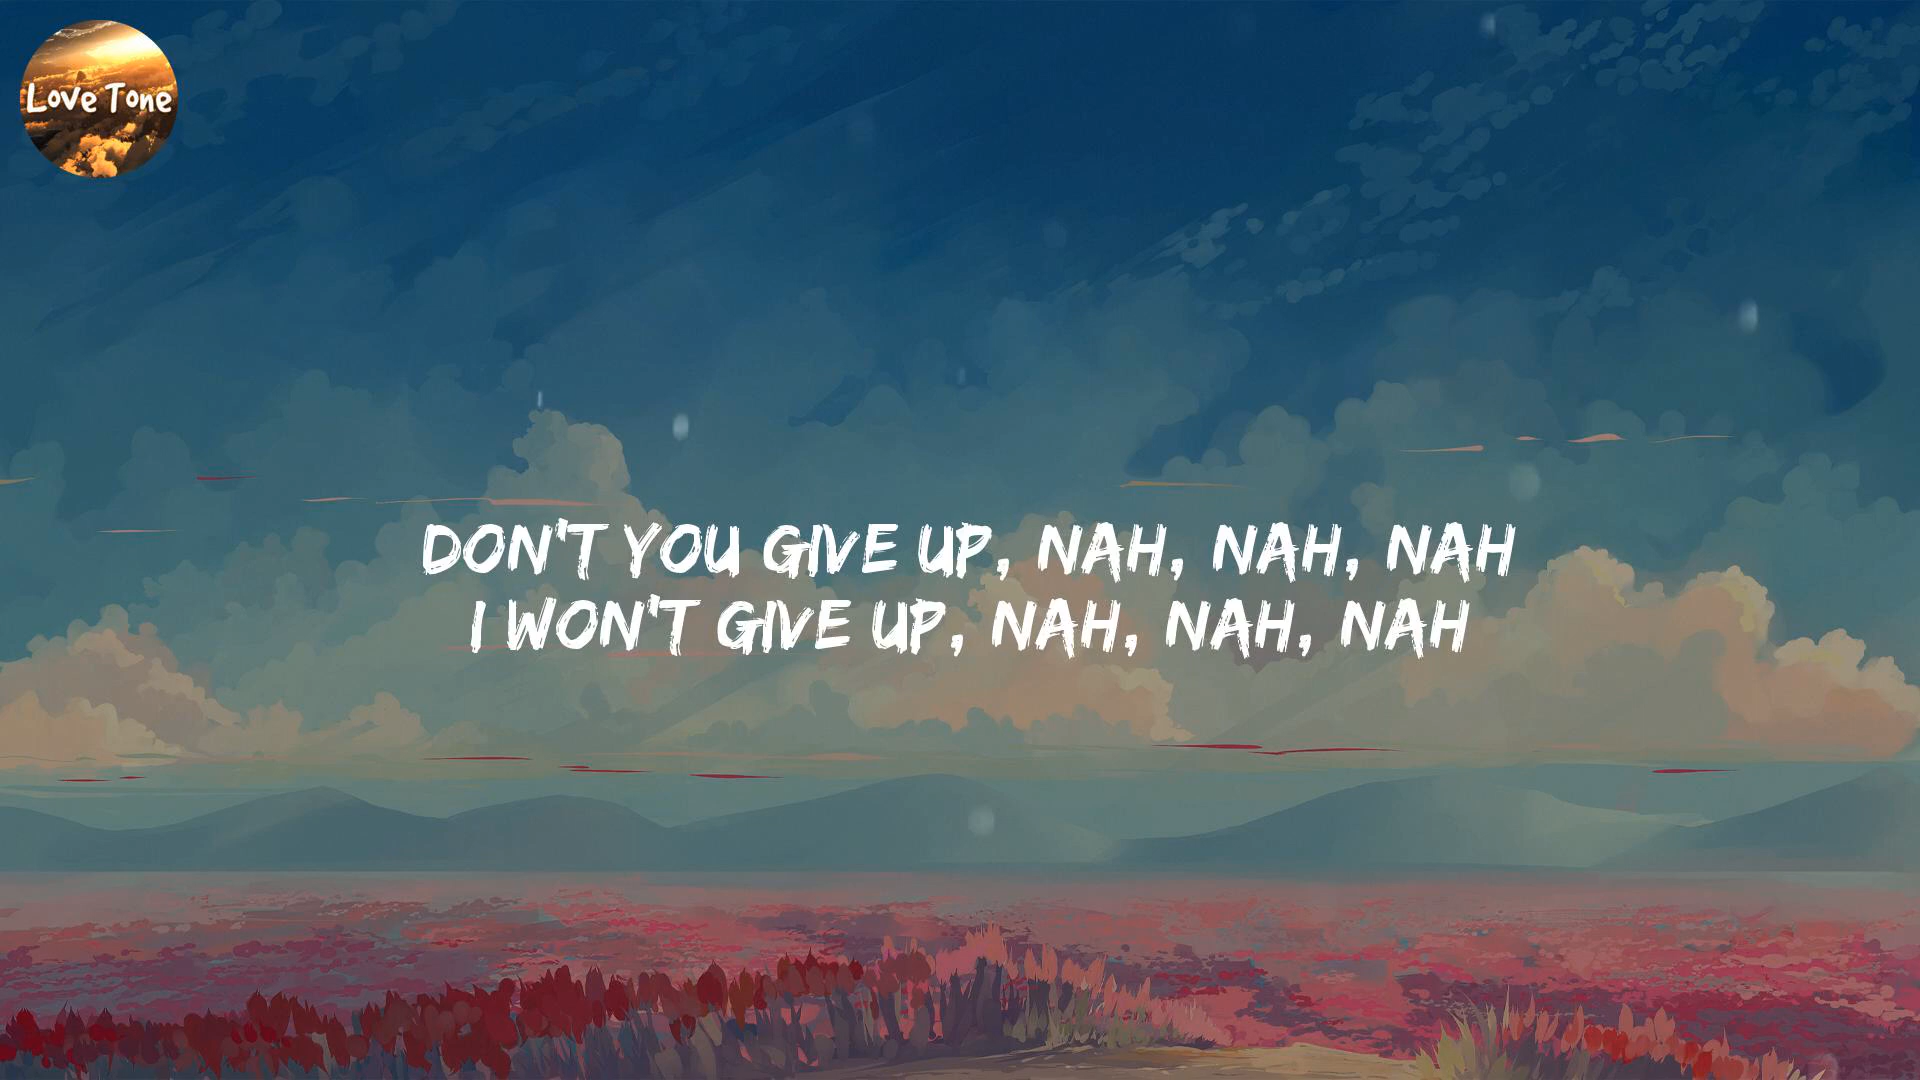 Love Tone
DON'T YOU GIVE UP, NAH, NAH, NAH
I WON'T GIVE UP, NAH, NAH, NAH